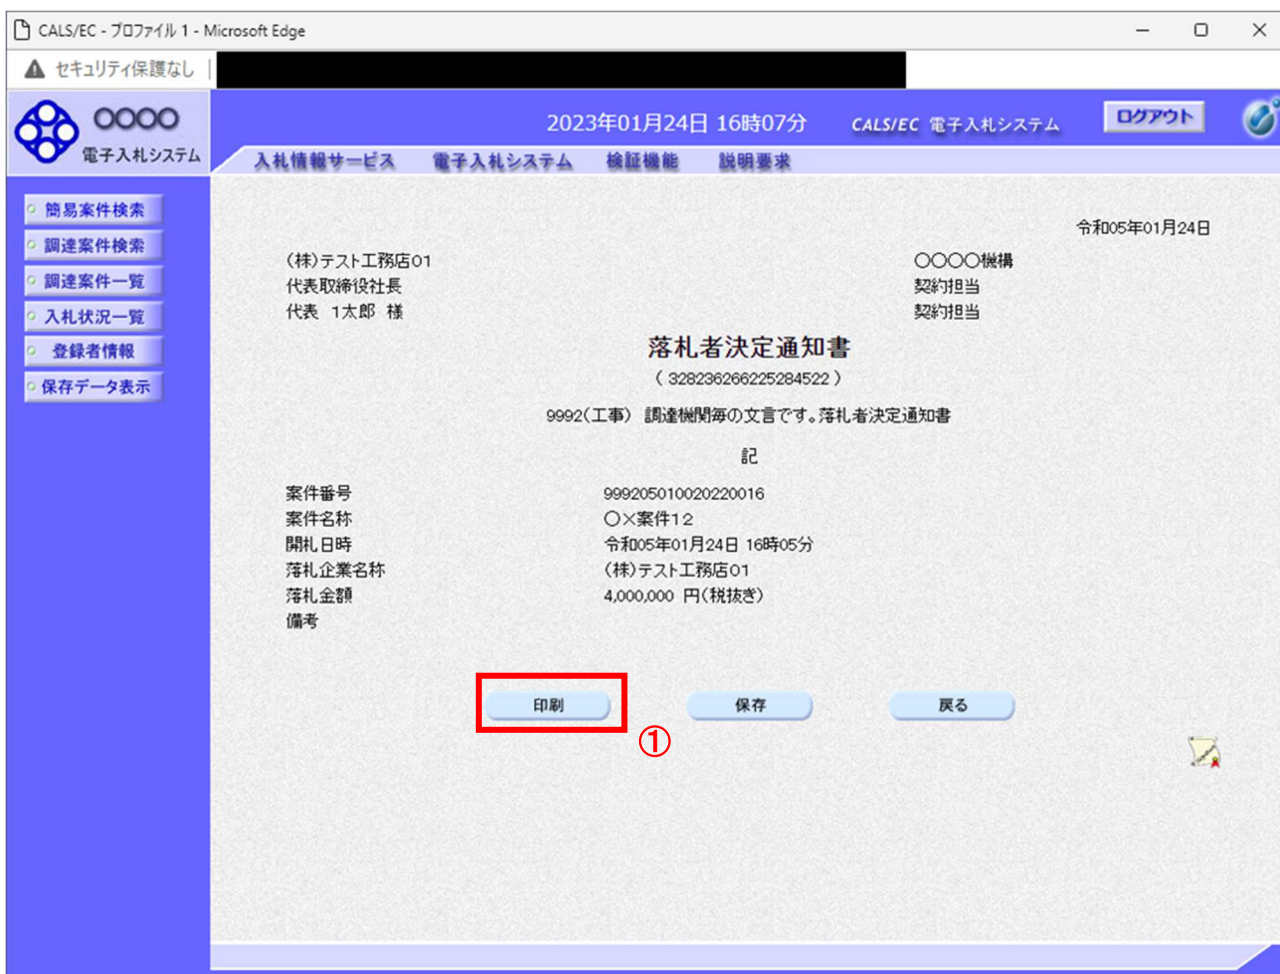 CALS/EC - プロファイル 1 - Microsoft Edge
セキュリティ保護なし
〇〇〇〇
電子入札システム
2023年01月24日 16時07分
CALS/EC 電子入札システム
ログアウト
入札情報サービス 電子入札システム 検証機能 説明要求
簡易案件検索
調達案件検索
調達案件一覧
入札状況一覧
登録者情報
保存データ表示
令和05年01月24日
(株)テスト工務店01
代表取締役社長
代表 1太郎 様
〇〇〇〇機構
契約担当
契約担当
落札者決定通知書
( 328236266225284522 )
9992(工事) 調達機関毎の文言です。落札者決定通知書
記
案件番号 999205010020220016
案件名称 〇×案件12
開札日時 令和05年01月24日 16時05分
落札企業名称 (株)テスト工務店01
落札金額 4,000,000 円(税抜き)
備考
印刷 保存 戻る
①